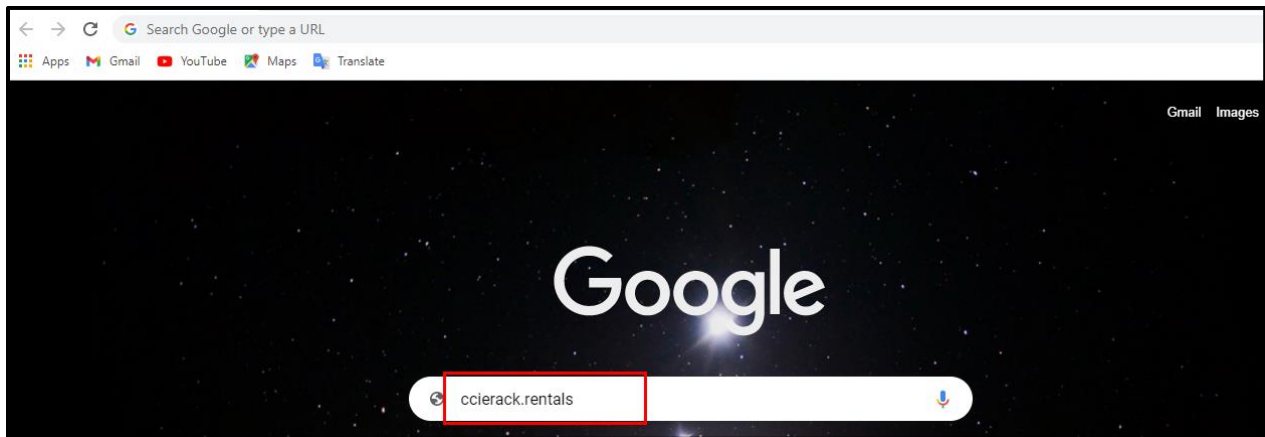 Search Google or type a URL
Apps Gmail YouTube Maps Translate
Gmail Images
Google
ccierack.rentals